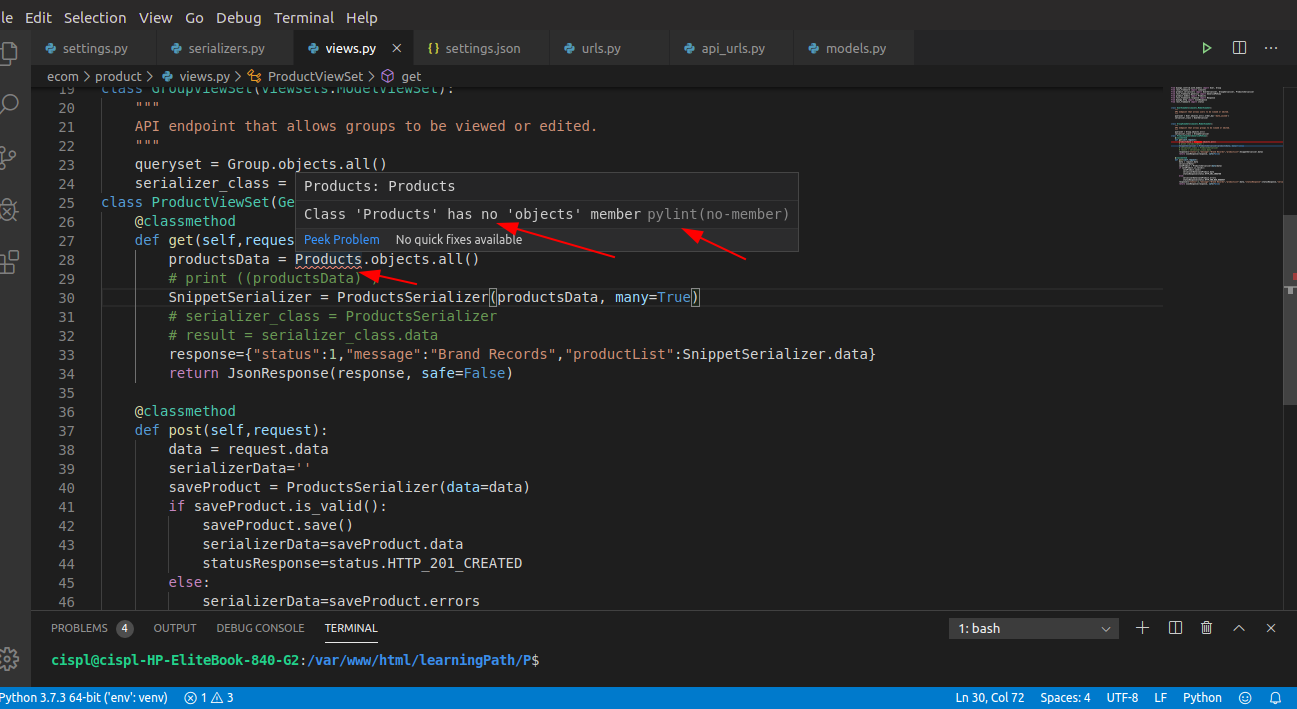 le Edit Selection View Go Debug Terminal Help
settings.py serializers.py views.py settings.json urls.py api_urls.py models.py
ecom > product > views.py > ProductViewSet > get
19 class GroupViewSet(viewsets.ModelViewSet):
20 """
21 API endpoint that allows groups to be viewed or edited.
22 """
23 queryset = Group.objects.all()
24 serializer_class =
Products: Products
25 class ProductViewSet(Ge
Class 'Products' has no 'objects' member pylint(no-member)
26 @classmethod
27 def get(self,reques
Peek Problem No quick fixes available
28 productsData = Products.objects.all()
29 # print ((productsData) )
30 SnippetSerializer = ProductsSerializer(productsData, many=True)
31 # serializer_class = ProductsSerializer
32 # result = serializer_class.data
33 response={"status":1,"message":"Brand Records","productList":SnippetSerializer.data}
34 return JsonResponse(response, safe=False)
35
36 @classmethod
37 def post(self,request):
38 data = request.data
39 serializerData=''
40 saveProduct = ProductsSerializer(data=data)
41 if saveProduct.is_valid():
42 saveProduct.save()
43 serializerData=saveProduct.data
44 statusResponse=status.HTTP_201_CREATED
45 else:
46 serializerData=saveProduct.errors
PROBLEMS 4 OUTPUT DEBUG CONSOLE TERMINAL 1: bash
cispl@cispl-HP-EliteBook-840-G2:/var/www/html/learningPath/P$
Python 3.7.3 64-bit ('env': venv) 1 3 Ln 30, Col 72 Spaces: 4 UTF-8 LF Python